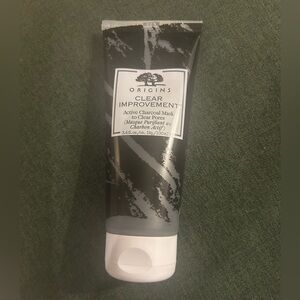 ORIGINS
CLEAR
IMPROVEMENT
Active Charcoal Mask
to Clear Pores
(Masque Purifiant au
Charbon Actif)